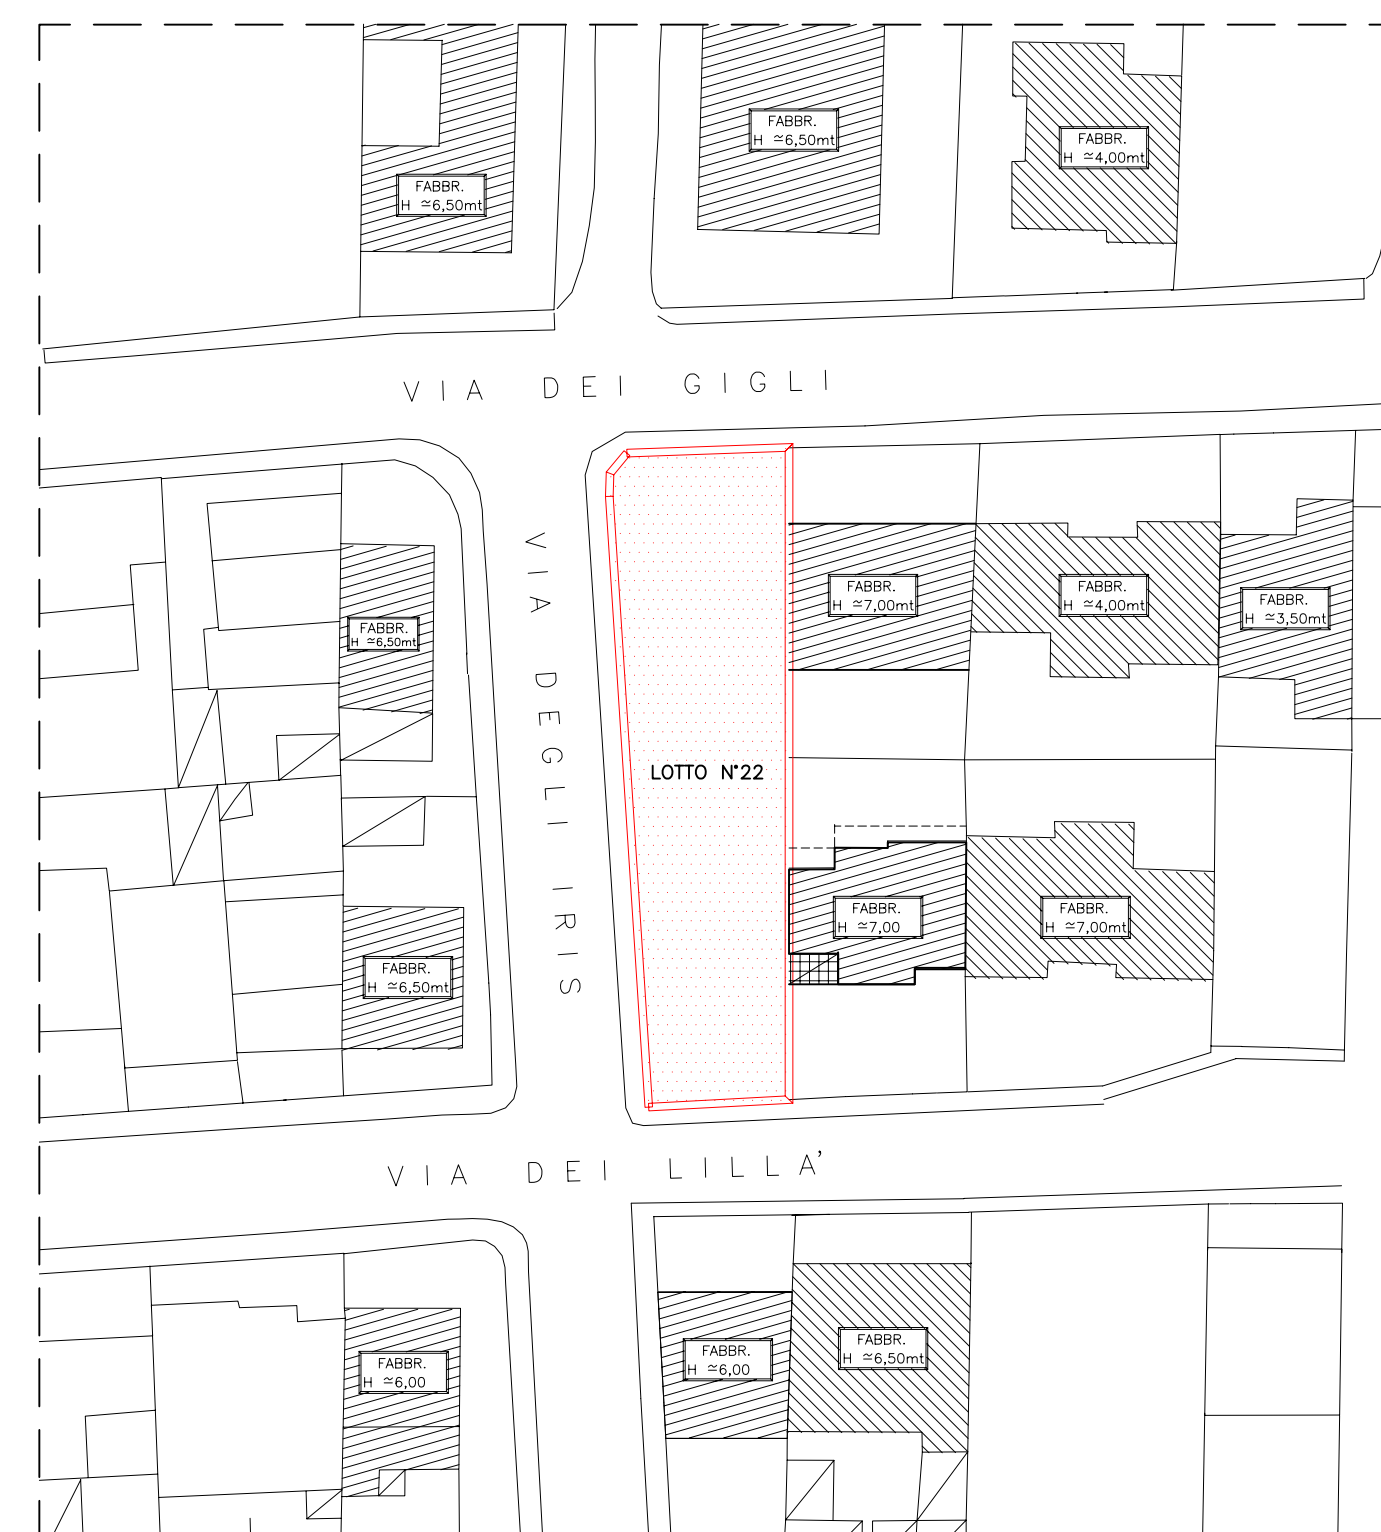 FABBR.
H ≃6,50mt
FABBR.
H ≃6,50mt
FABBR.
H ≃4,00mt
VIA DEI GIGLI
VIA DEGLI IRIS
FABBR.
H ≃6,50mt
FABBR.
H ≃7,00mt
FABBR.
H ≃4,00mt
FABBR.
H ≃3,50mt
LOTTO N°22
FABBR.
H ≃6,50mt
FABBR.
H ≃7,00
FABBR.
H ≃7,00mt
VIA DEI LILLA'
FABBR.
H ≃6,00
FABBR.
H ≃6,00
FABBR.
H ≃6,50mt